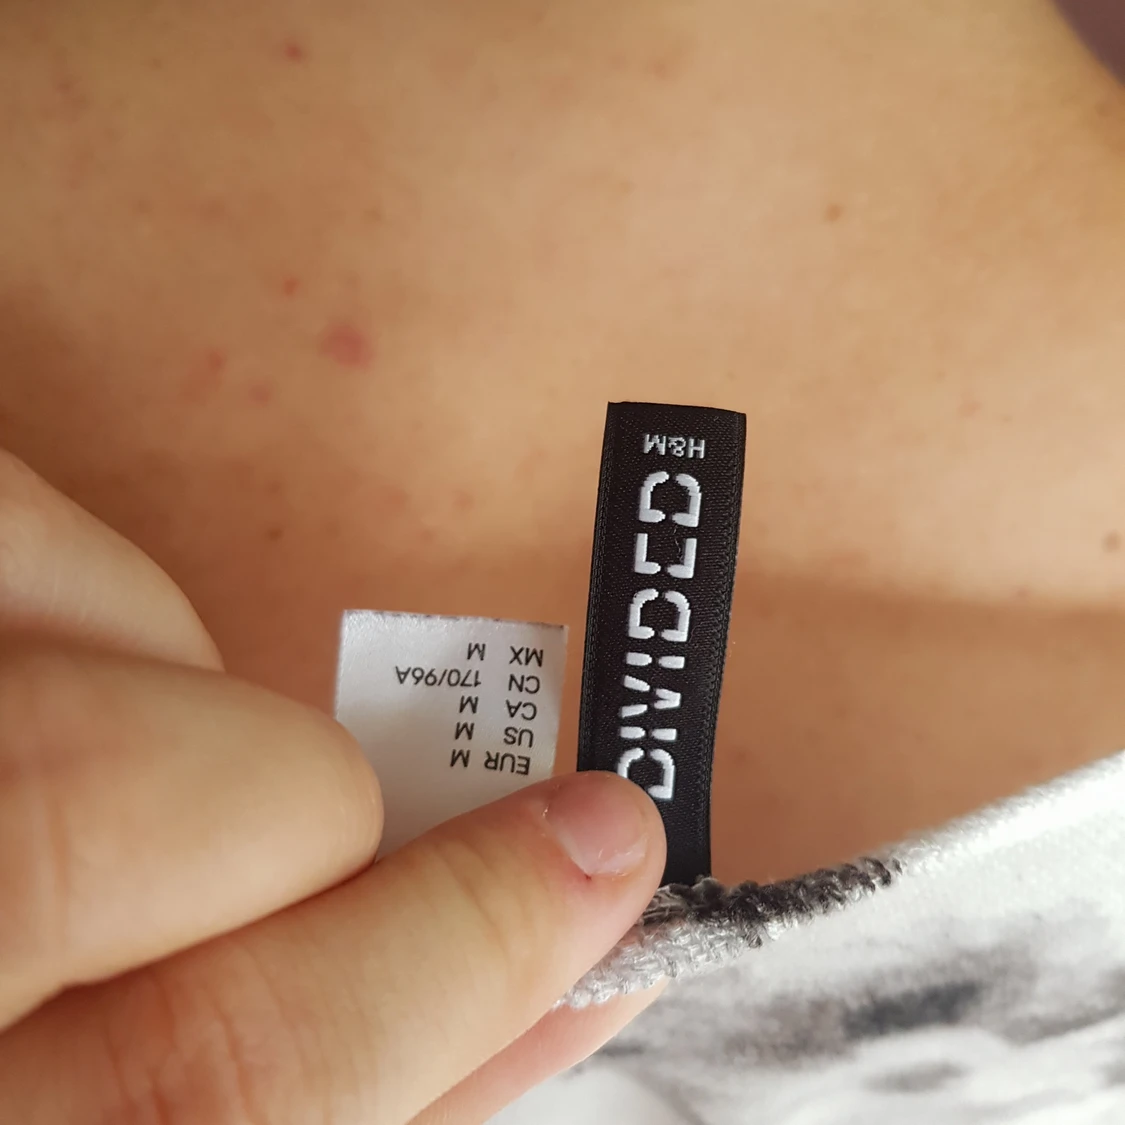 DIVIDED
H&M
EUR M
US M
CA M
CN 170/96A
MX M